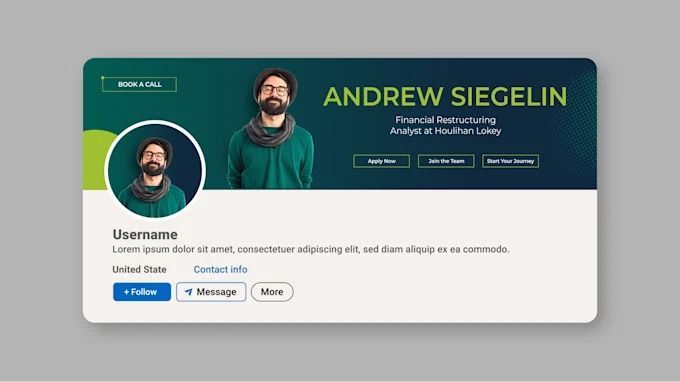 BOOK A CALL
ANDREW SIEGELIN
Financial Restructuring
Analyst at Houlihan Lokey
Apply Now
Join the Team
Start Your Journey
Username
Lorem ipsum dolor sit amet, consectetuer adipiscing elit, sed diam aliquip ex ea commodo.
United State
Contact info
+ Follow
Message
More